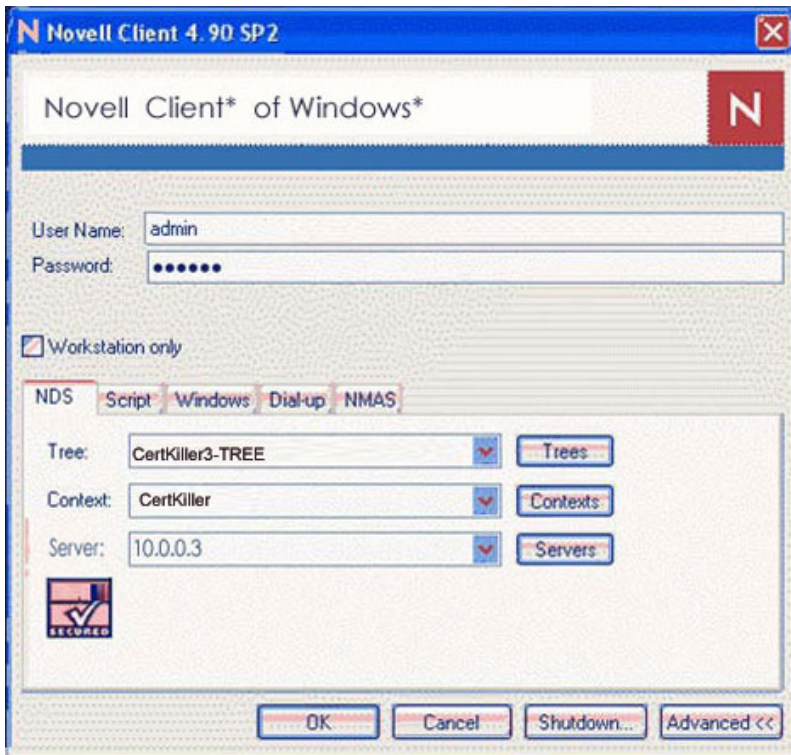 N Novell Client 4.90 SP2
Novell Client* of Windows*
N
User Name: admin
Password: ••••••
Workstation only
NDS Script Windows Dial-up NMAS
Tree: CertKiller3-TREE Trees
Context: CertKiller Contexts
Server: 10.0.0.3 Servers
SECURED
OK Cancel Shutdown... Advanced <<